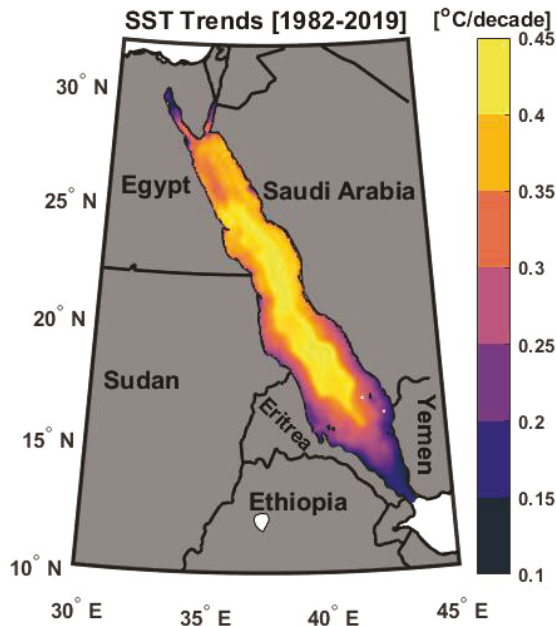 SST Trends [1982-2019]
[°C/decade]
0.45
0.4
0.35
0.3
0.25
0.2
0.15
0.1
30° N
25° N
20° N
15° N
10° N
Egypt
Saudi Arabia
Sudan
Eritrea
Yemen
Ethiopia
30° E
35° E
40° E
45° E